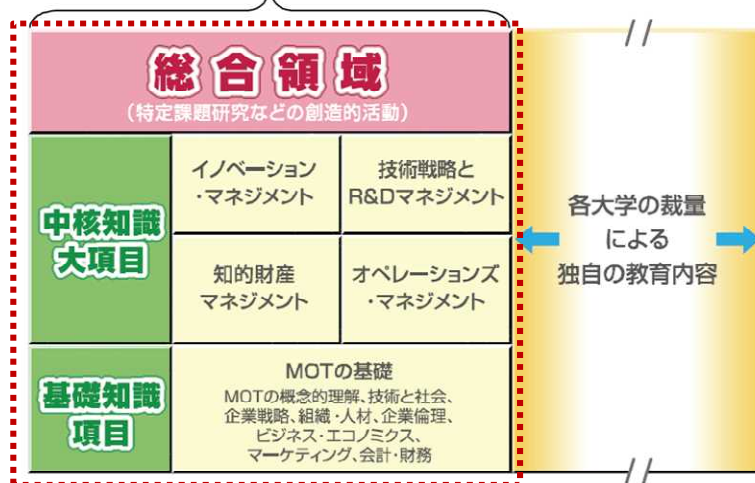 総合領域
（特定課題研究などの創造的活動）
中核知識
大項目
イノベーション
・マネジメント
技術戦略と
R&Dマネジメント
知的財産
マネジメント
オペレーションズ
・マネジメント
基礎知識
項目
MOTの基礎
MOTの概念的理解、技術と社会、
企業戦略、組織・人材、企業倫理、
ビジネス・エコノミクス、
マーケティング、会計・財務
各大学の裁量
による
独自の教育内容